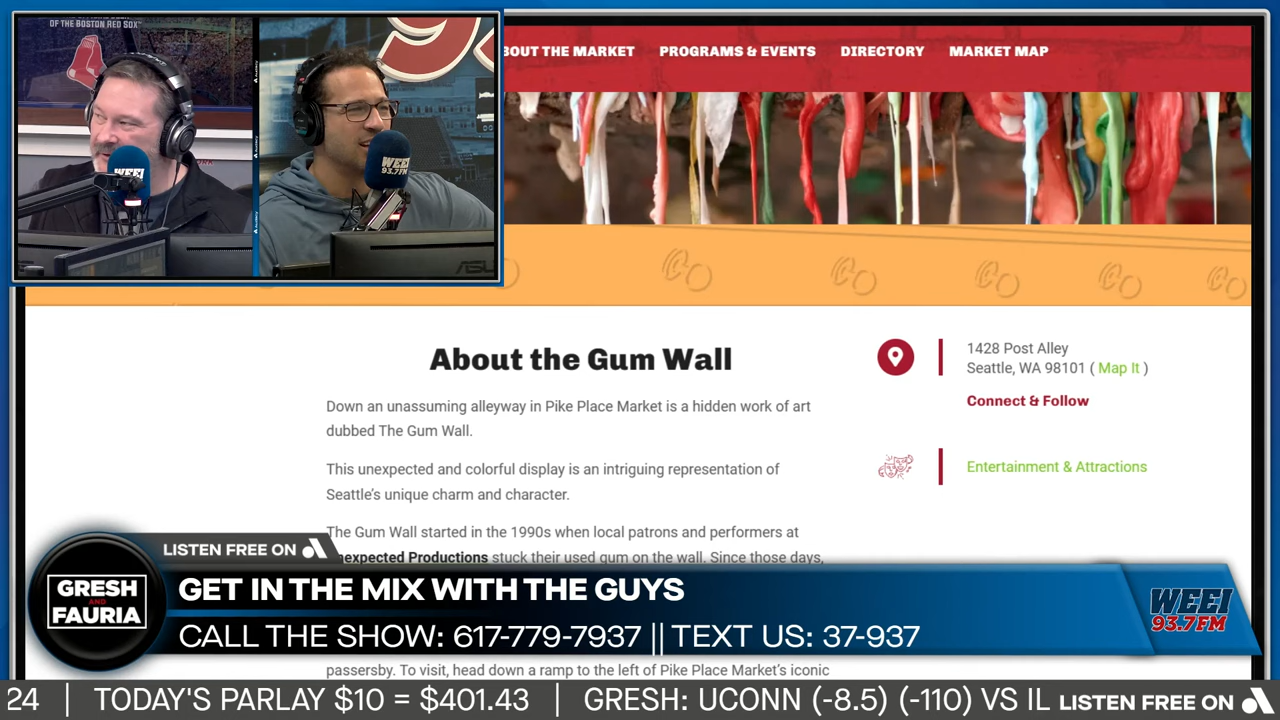 OF THE BOSTON RED SOX
WEEI
WEEI
93.7FM
ASUS
BOUT THE MARKET PROGRAMS & EVENTS DIRECTORY MARKET MAP
About the Gum Wall
Down an unassuming alleyway in Pike Place Market is a hidden work of art
dubbed The Gum Wall.
This unexpected and colorful display is an intriguing representation of
Seattle's unique charm and character.
The Gum Wall started in the 1990s when local patrons and performers at
nexpected Productions stuck their used gum on the wall. Since those days,
passersby. To visit, head down a ramp to the left of Pike Place Market's iconic
1428 Post Alley
Seattle, WA 98101 ( Map It )
Connect & Follow
Entertainment & Attractions
LISTEN FREE ON
GRESH
AND
FAURIA
GET IN THE MIX WITH THE GUYS
CALL THE SHOW: 617-779-7937 || TEXT US: 37-937
WEEI
93.7FM
24 | TODAY'S PARLAY $10 = $401.43 | GRESH: UCONN (-8.5) (-110) VS IL
LISTEN FREE ON